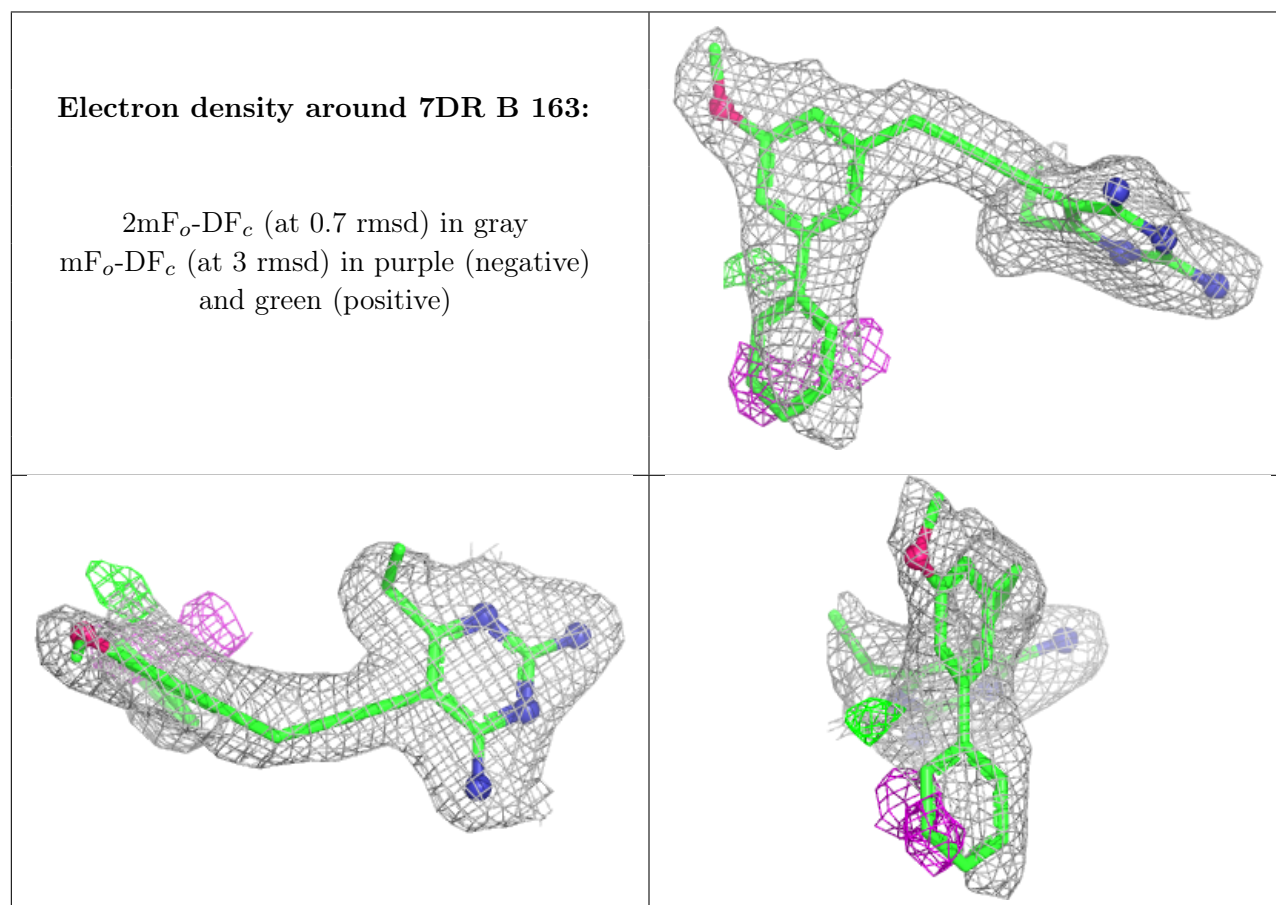 Electron density around 7DR B 163:
2mFo-DFc (at 0.7 rmsd) in gray
mFo-DFc (at 3 rmsd) in purple (negative)
and green (positive)